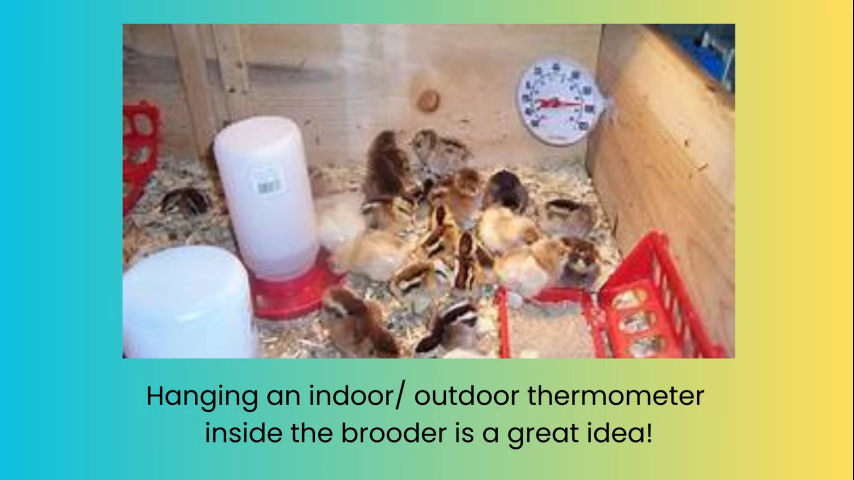 Hanging an indoor/ outdoor thermometer
inside the brooder is a great idea!